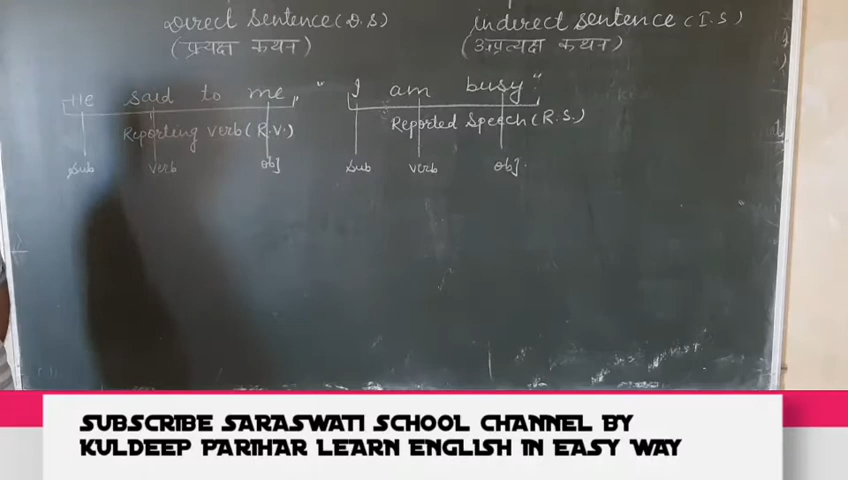 Direct Sentence (D.S) indirect Sentence (I.S)
(प्रत्यक्ष कथन) (अप्रत्यक्ष कथन)
He said to me, "I am busy"
Reporting verb (R.V.) Reported Speech (R.S.)
Sub verb obj Sub verb obj.
SUBSCRIBE SARASWATI SCHOOL CHANNEL BY
KULDEEP PARIHAR LEARN ENGLISH IN EASY WAY